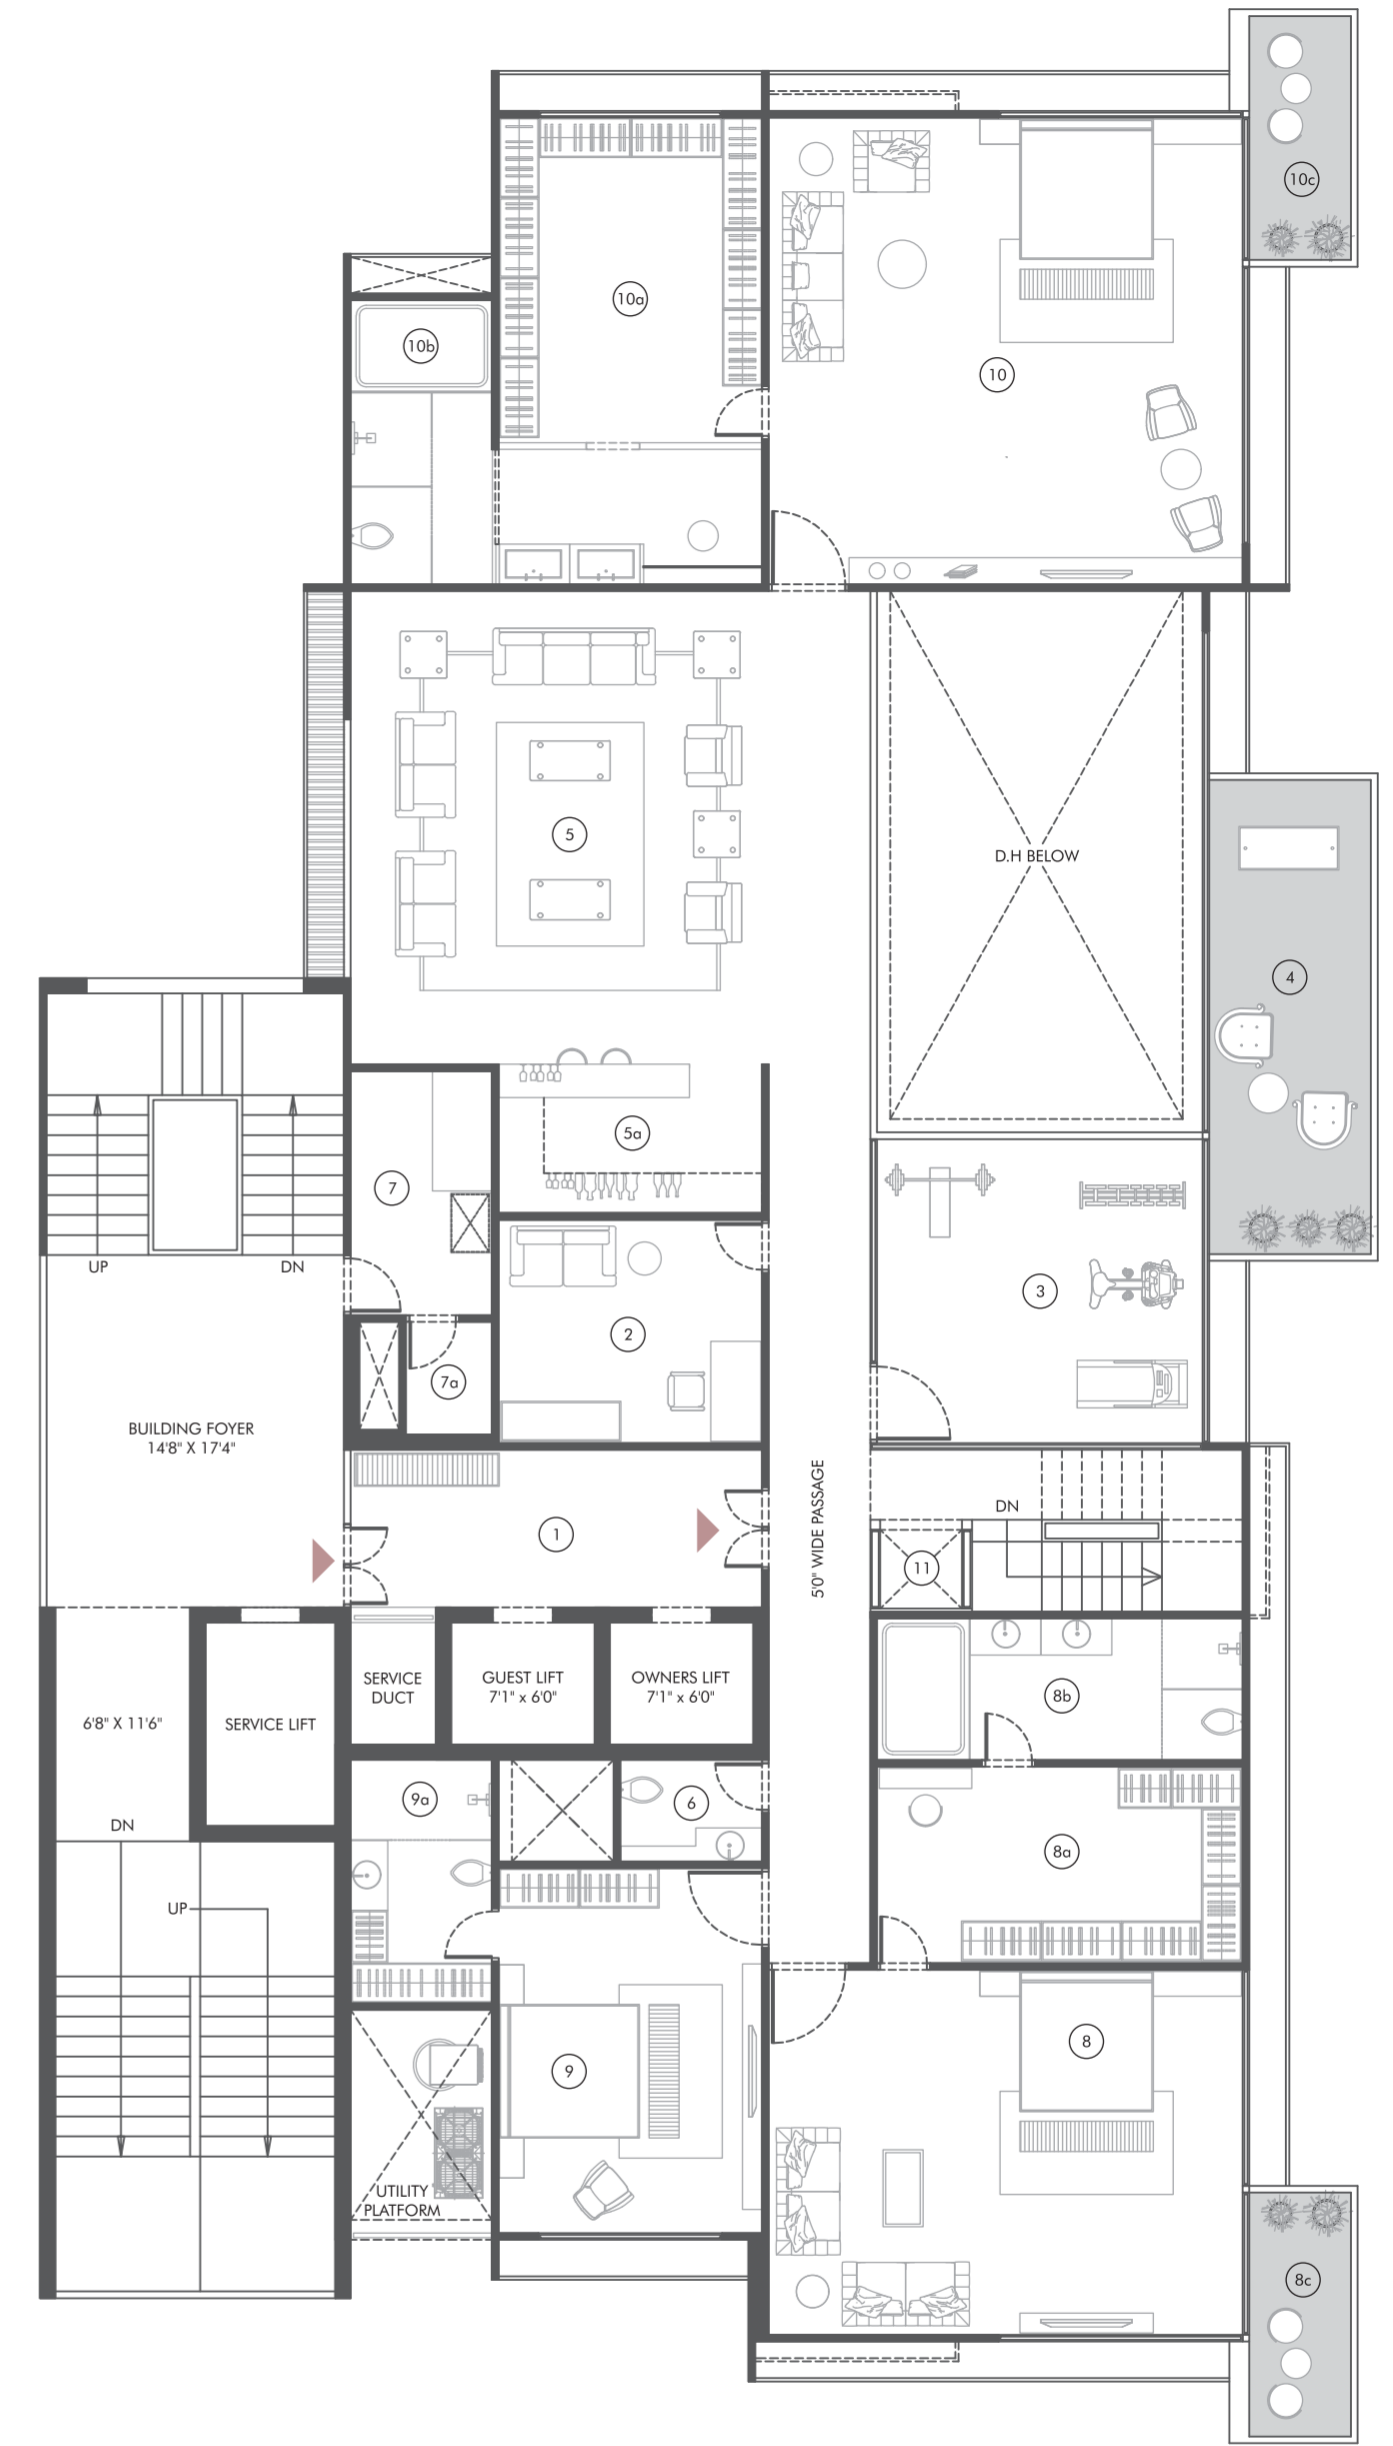 10c
10a
10b
10
5
D.H BELOW
4
5a
7
UP
DN
3
2
7a
BUILDING FOYER
14'8" X 17'4"
5'0" WIDE PASSAGE
DN
1
11
SERVICE
DUCT
GUEST LIFT
7'1" x 6'0"
OWNERS LIFT
7'1" x 6'0"
8b
6'8" X 11'6"
SERVICE LIFT
9a
6
DN
8a
UP
8
9
UTILITY
PLATFORM
8c